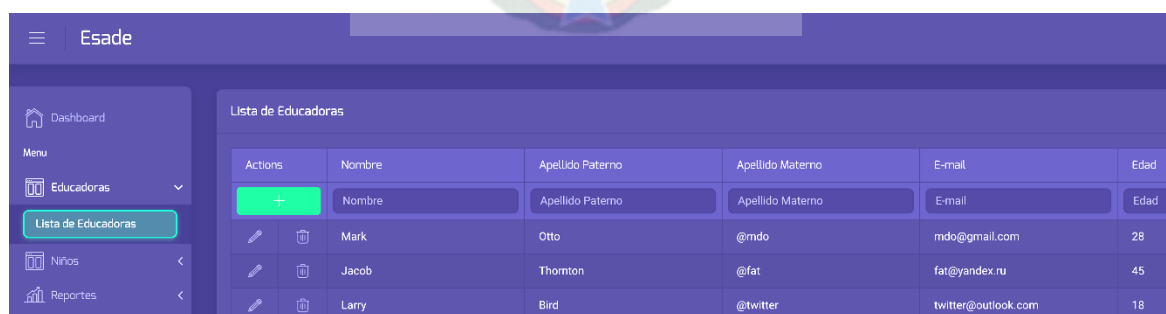 Esade
Dashboard
Menu
Educadoras
Lista de Educadoras
Niños
Reportes
Lista de Educadoras
Actions Nombre Apellido Paterno Apellido Materno E-mail Edad
+ Nombre Apellido Paterno Apellido Materno E-mail Edad
Mark Otto @mdo mdo@gmail.com 28
Jacob Thornton @fat fat@yandex.ru 45
Larry Bird @twitter twitter@outlook.com 18